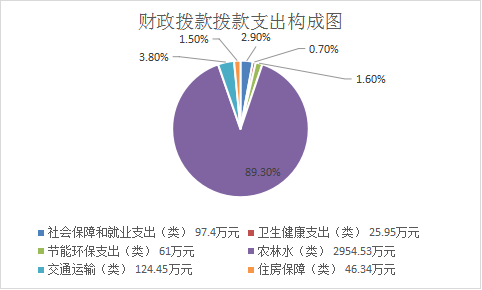 财政拨款拨款支出构成图
1.50%
2.90%
0.70%
3.80%
1.60%
89.30%
社会保障和就业支出（类） 97.4万元
卫生健康支出（类） 25.95万元
节能环保支出（类） 61万元
农林水（类） 2954.53万元
交通运输（类） 124.45万元
住房保障（类） 46.34万元